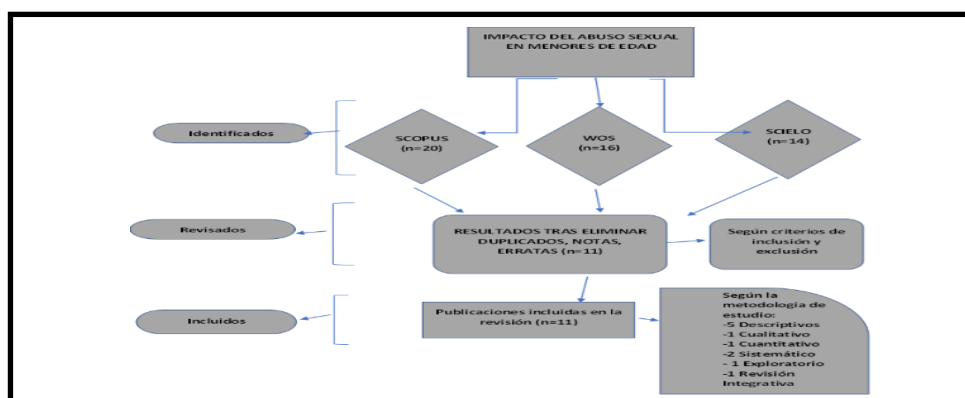 IMPACTO DEL ABUSO SEXUAL
EN MENORES DE EDAD
Identificados
SCOPUS
(n=20)
WOS
(n=16)
SCIELO
(n=14)
Revisados
RESULTADOS TRAS ELIMINAR
DUPLICADOS, NOTAS,
ERRATAS (n=11)
Según criterios de
inclusión y
exclusión
Incluidos
Publicaciones incluidas en la
revisión (n=11)
Según la
metodología de
estudio:
-5 Descriptivos
-1 Cualitativo
-1 Cuantitativo
-2 Sistemático
- 1 Exploratorio
-1 Revisión
Integrativa